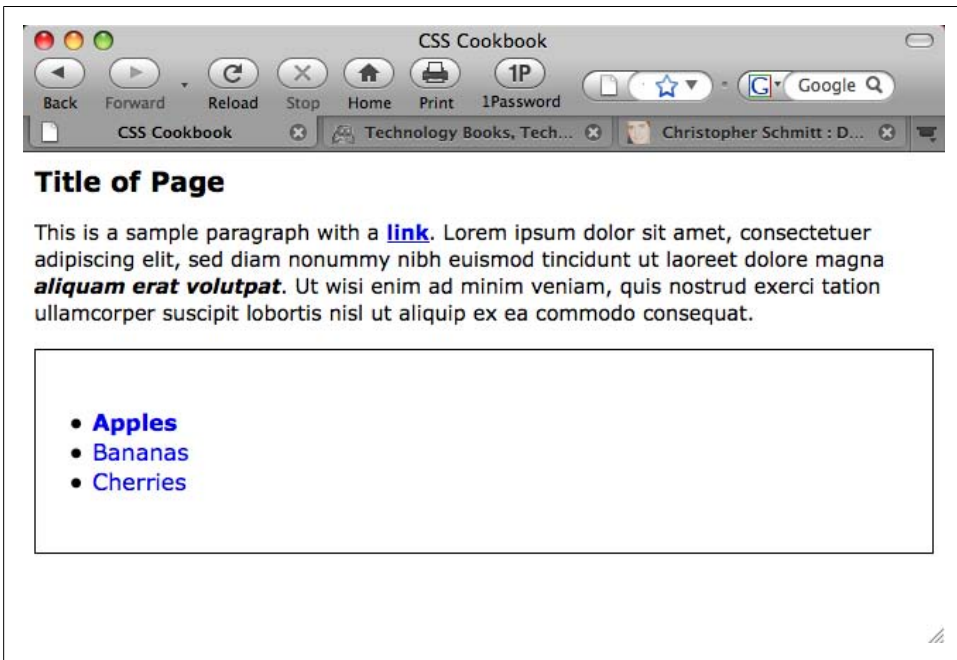 CSS Cookbook
1P
Google
Back Forward Reload Stop Home Print 1Password
CSS Cookbook Technology Books, Tech... Christopher Schmitt : D...
Title of Page
This is a sample paragraph with a link. Lorem ipsum dolor sit amet, consectetuer
adipiscing elit, sed diam nonummy nibh euismod tincidunt ut laoreet dolore magna
aliquam erat volutpat. Ut wisi enim ad minim veniam, quis nostrud exerci tation
ullamcorper suscipit lobortis nisl ut aliquip ex ea commodo consequat.
• Apples
• Bananas
• Cherries